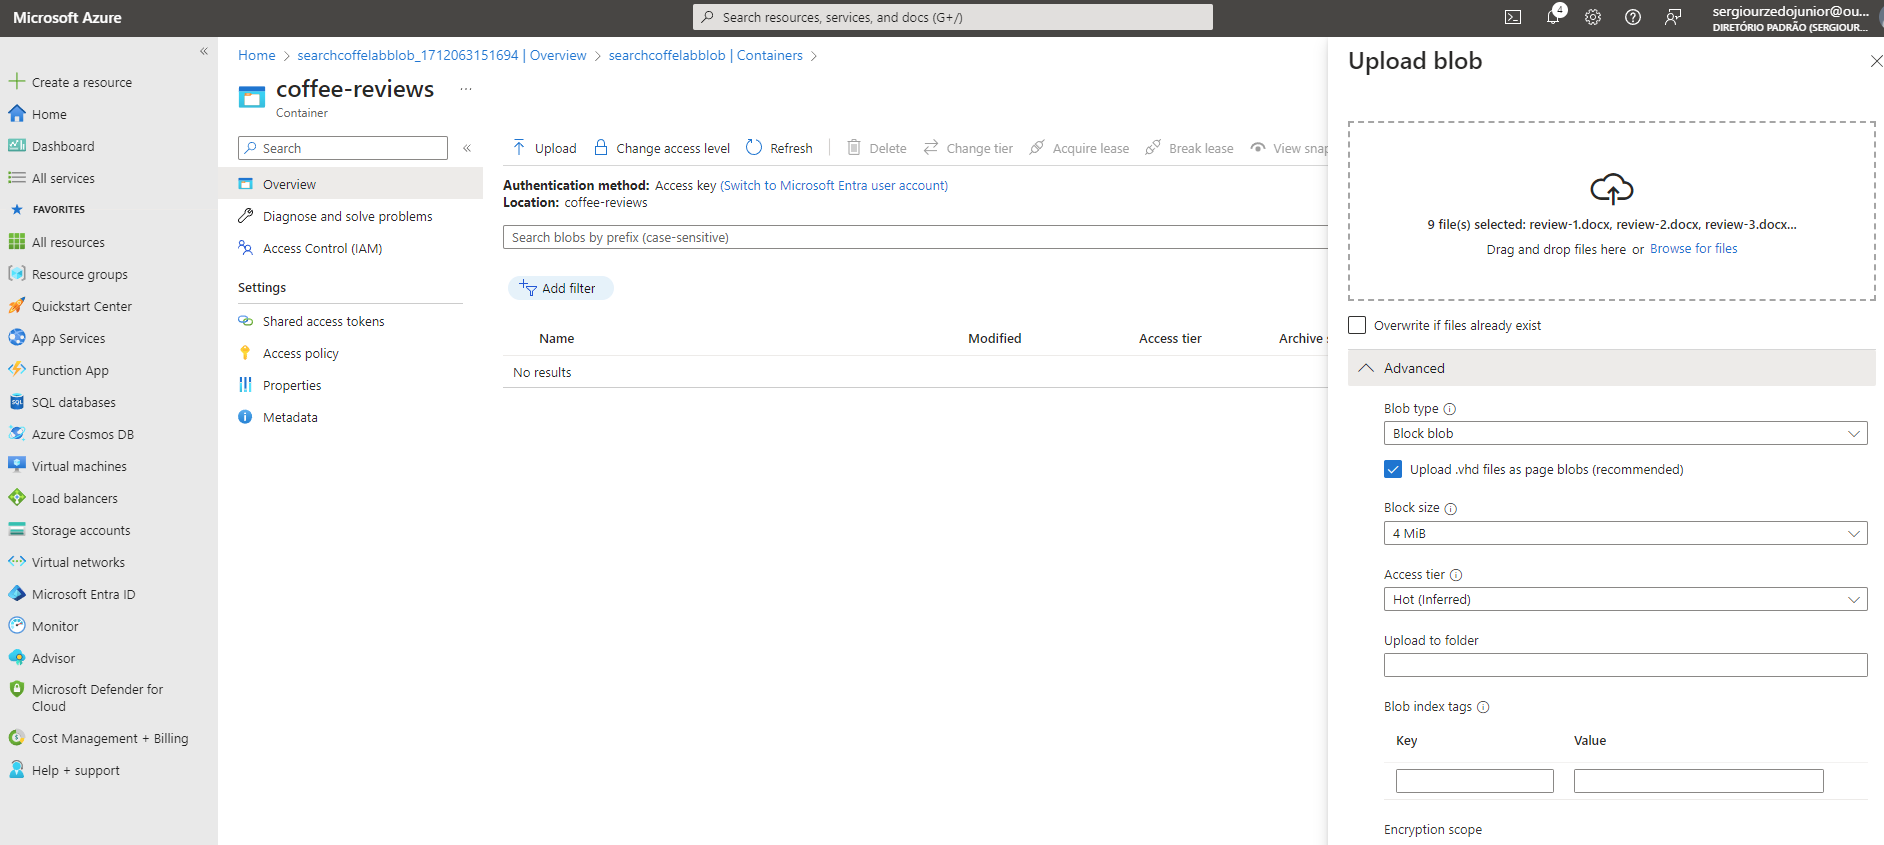 Microsoft Azure
Search resources, services, and docs (G+/)
4
sergiourzedojunior@ou...
DIRETÓRIO PADRÃO (SERGIOUR...
«
Create a resource
Home
Dashboard
All services
FAVORITES
All resources
Resource groups
Quickstart Center
App Services
Function App
SQL databases
Azure Cosmos DB
Virtual machines
Load balancers
Storage accounts
Virtual networks
Microsoft Entra ID
Monitor
Advisor
Microsoft Defender for
Cloud
Cost Management + Billing
Help + support
Home > searchcoffelabblob_1712063151694 | Overview > searchcoffelabblob | Containers >
coffee-reviews ...
Container
Search «
Overview
Diagnose and solve problems
Access Control (IAM)
Settings
Shared access tokens
Access policy
Properties
Metadata
Upload Change access level Refresh Delete Change tier Acquire lease Break lease View snap
Authentication method: Access key (Switch to Microsoft Entra user account)
Location: coffee-reviews
Search blobs by prefix (case-sensitive)
Add filter
Name Modified Access tier Archive s
No results
Upload blob
9 file(s) selected: review-1.docx, review-2.docx, review-3.docx...
Drag and drop files here or Browse for files
Overwrite if files already exist
Advanced
Blob type
Block blob
Upload .vhd files as page blobs (recommended)
Block size
4 MiB
Access tier
Hot (Inferred)
Upload to folder
Blob index tags
Key Value
Encryption scope